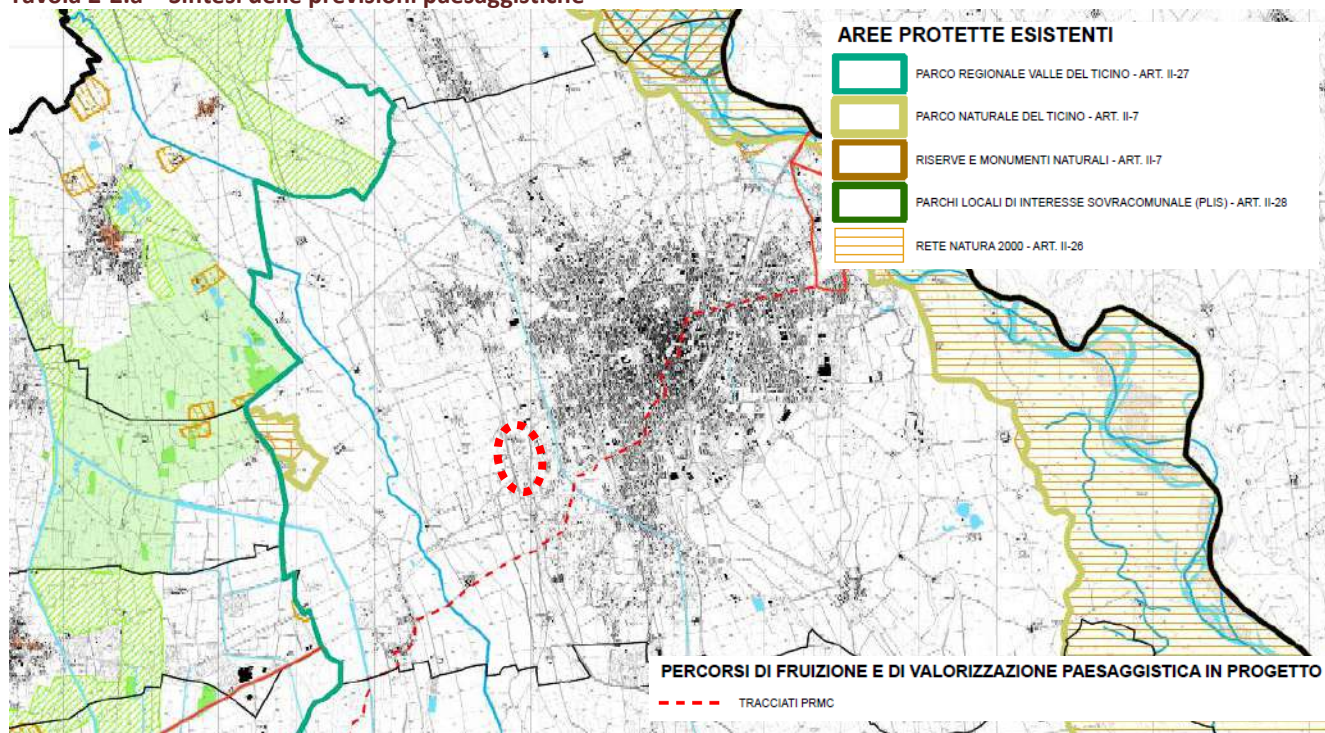 Tavola 2-2.ia – Sintesi delle previsioni paesaggistiche
AREE PROTETTE ESISTENTI
PARCO REGIONALE VALLE DEL TICINO - ART. II-27
PARCO NATURALE DEL TICINO - ART. II-7
RISERVE E MONUMENTI NATURALI - ART. II-7
PARCHI LOCALI DI INTERESSE SOVRACOMUNALE (PLIS) - ART. II-28
RETE NATURA 2000 - ART. II-26
PERCORSI DI FRUIZIONE E DI VALORIZZAZIONE PAESAGGISTICA IN PROGETTO
TRACCIATI PRMC